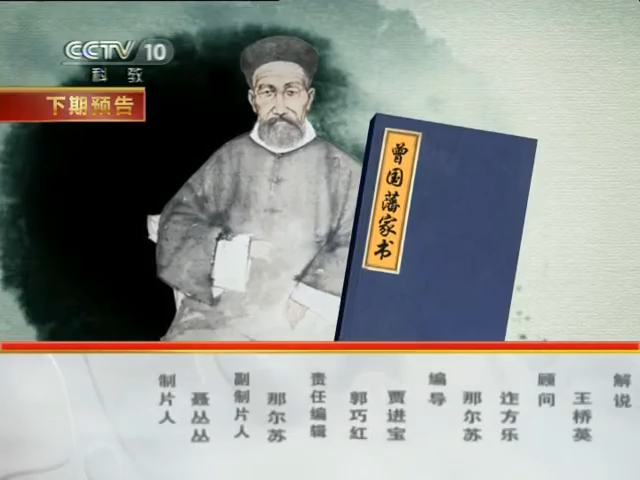 CCTV 10
科教
下期预告
曾国藩家书
解说
王桥英
顾问
迮方乐
那尔苏
编导
贾进宝
郭巧红
责任编辑
那尔苏
副制片人
聂丛丛
制片人